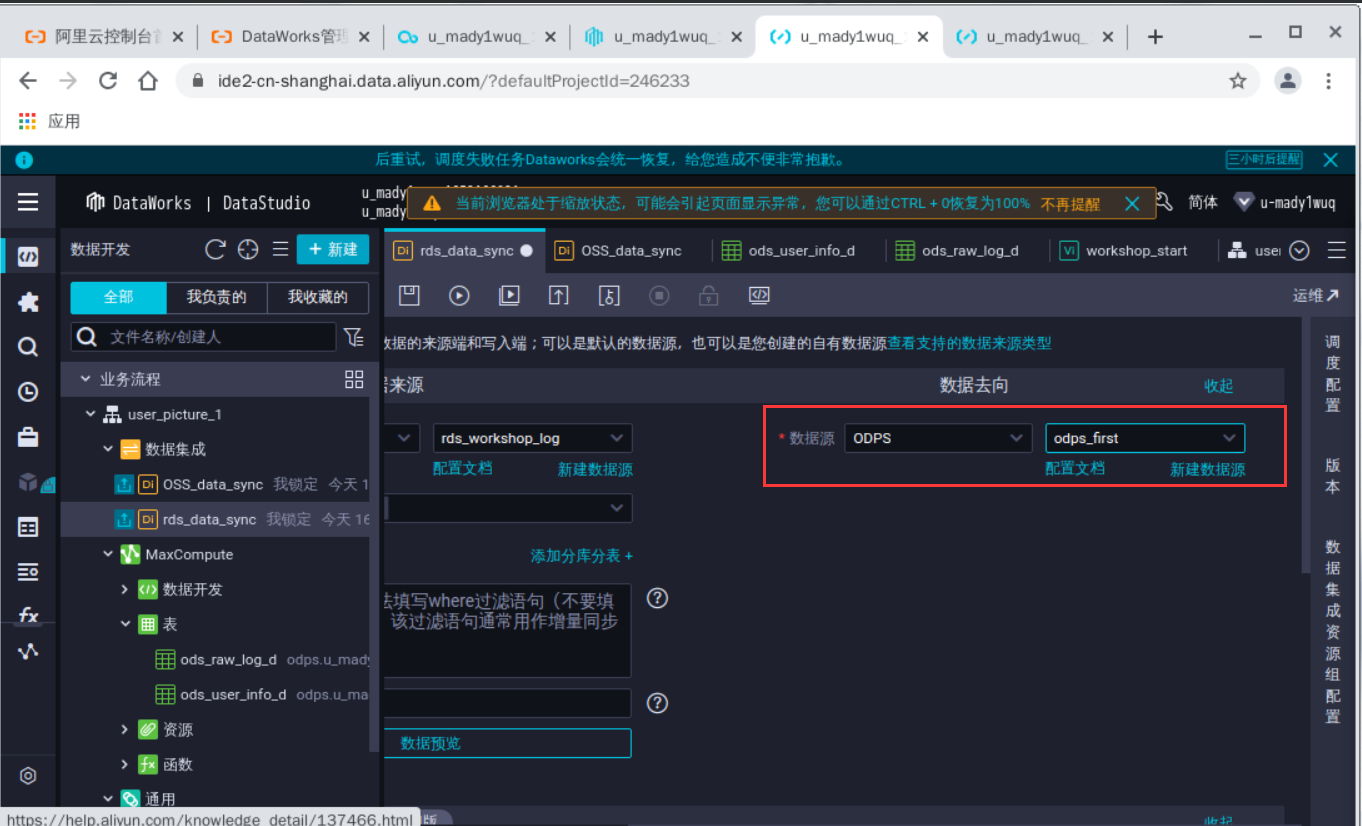 阿里云控制台首
DataWorks管理
u_mady1wuq_
u_mady1wuq_
u_mady1wuq_
u_mady1wuq_
ide2-cn-shanghai.data.aliyun.com/?defaultProjectId=246233
应用
后重试，调度失败任务Dataworks会统一恢复，给您造成不便非常抱歉。
三小时后提醒
DataWorks | DataStudio
u_mady
u_mady
当前浏览器处于缩放状态，可能会引起页面显示异常，您可以通过CTRL + 0恢复为100% 不再提醒
简体
u-mady1wuq
数据开发
+ 新建
Di rds_data_sync
Di OSS_data_sync
ods_user_info_d
ods_raw_log_d
Vi workshop_start
user
全部
我负责的
我收藏的
运维
文件名称/创建人
数据的来源端和写入端；可以是默认的数据源，也可以是您创建的自有数据源查看支持的数据来源类型
业务流程
据来源
数据去向
收起
user_picture_1
rds_workshop_log
* 数据源
ODPS
odps_first
数据集成
配置文档
新建数据源
配置文档
新建数据源
Di OSS_data_sync 我锁定 今天 1
Di rds_data_sync 我锁定 今天 16
MaxCompute
添加分库分表 +
数据开发
法填写where过滤语句（不要填
该过滤语句通常用作增量同步
表
ods_raw_log_d odps.u_mady
ods_user_info_d odps.u_ma
资源
数据预览
函数
通用
调度配置
版本
数据集成资源组配置
https://help.aliyun.com/knowledge_detail/137466.html
版
收起